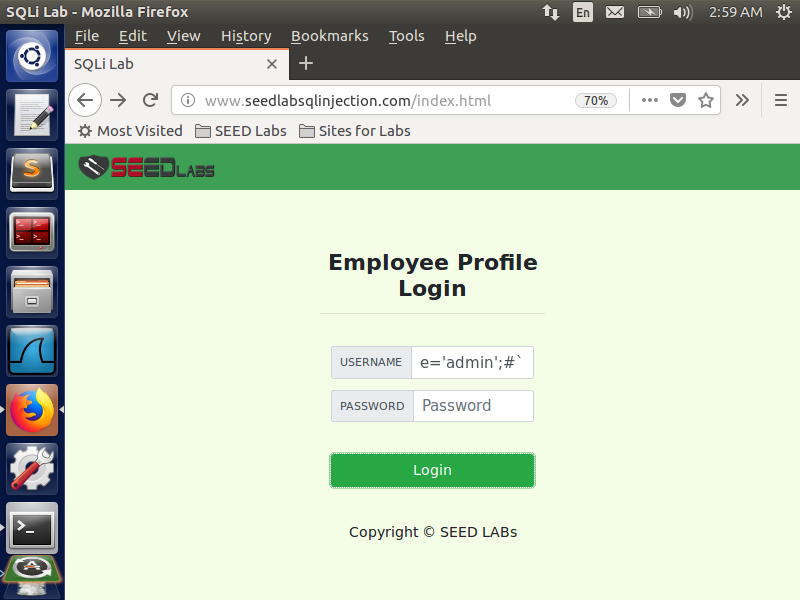 SQLi Lab - Mozilla Firefox
En
2:59 AM
File Edit View History Bookmarks Tools Help
SQLi Lab
www.seedlabsqlinjection.com/index.html
70%
Most Visited
SEED Labs
Sites for Labs
SEEDLABS
Employee Profile
Login
USERNAME
e='admin';#`
PASSWORD
Password
Login
Copyright © SEED LABs